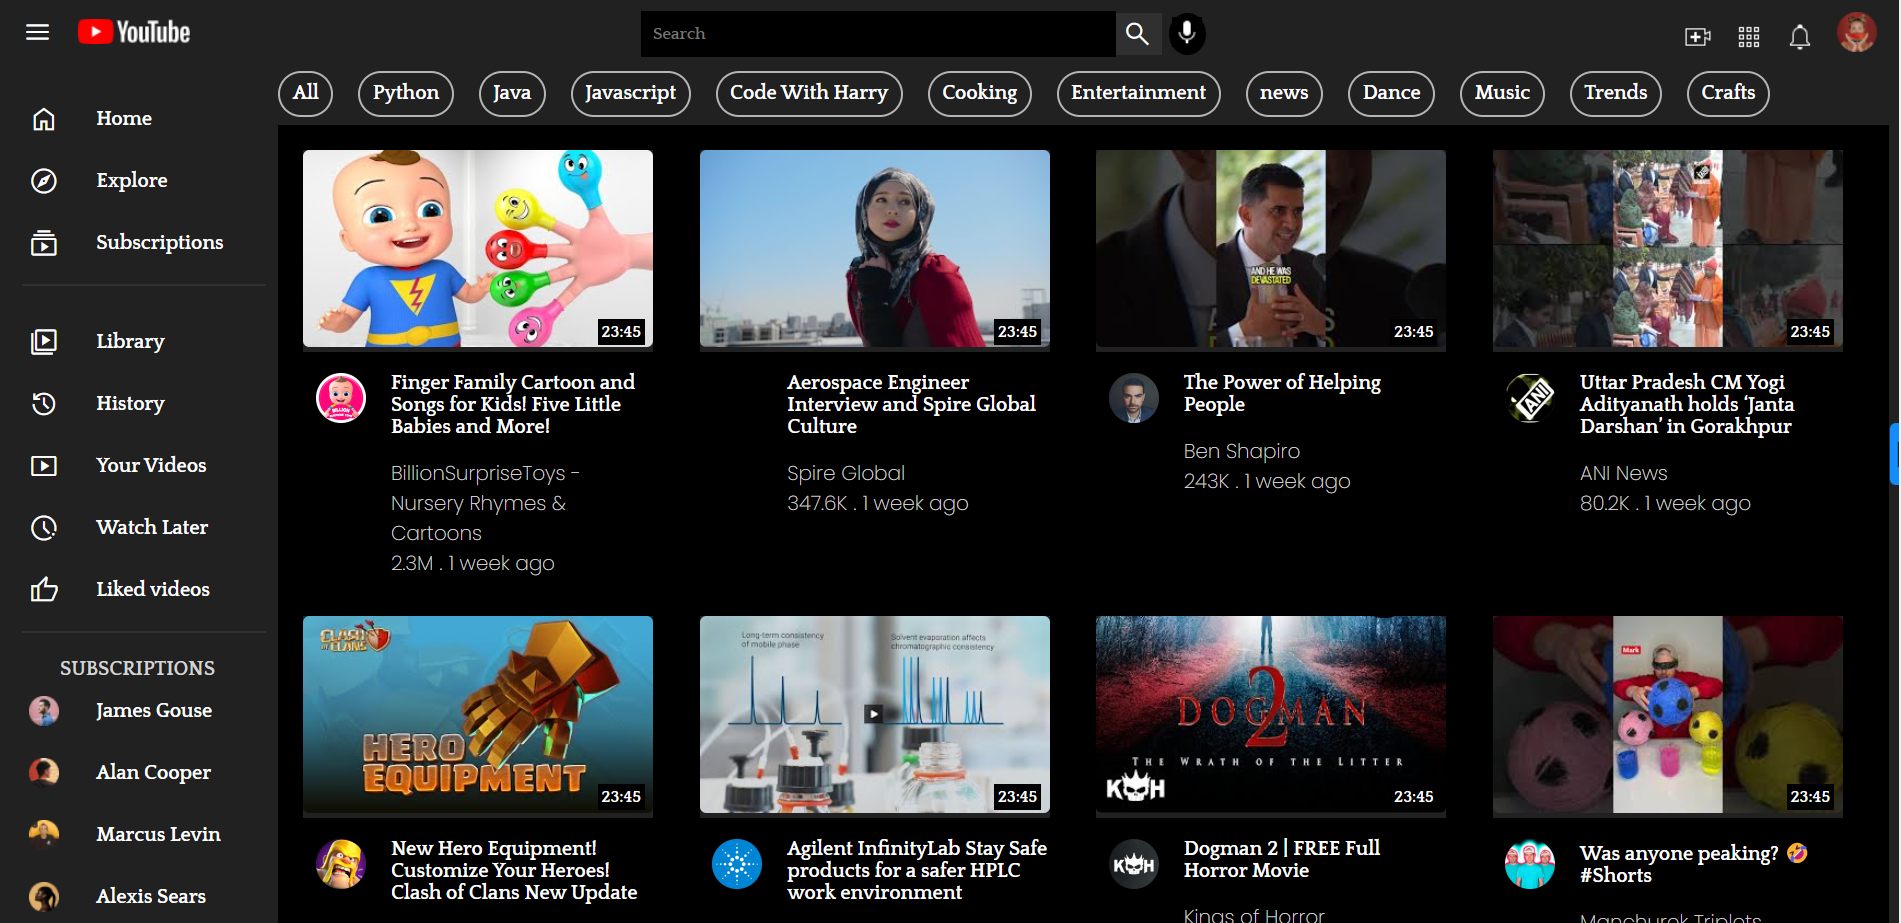 YouTube
Search
All
Python
Java
Javascript
Code With Harry
Cooking
Entertainment
news
Dance
Music
Trends
Crafts
Home
Explore
Subscriptions
Library
History
Your Videos
Watch Later
Liked videos
SUBSCRIPTIONS
James Gouse
Alan Cooper
Marcus Levin
Alexis Sears
23:45
23:45
AND HE WAS
DEVASTATED
23:45
23:45
Finger Family Cartoon and
Songs for Kids! Five Little
Babies and More!
BillionSurpriseToys -
Nursery Rhymes &
Cartoons
2.3M . 1 week ago
Aerospace Engineer
Interview and Spire Global
Culture
Spire Global
347.6K . 1 week ago
The Power of Helping
People
Ben Shapiro
243K . 1 week ago
ANI
Uttar Pradesh CM Yogi
Adityanath holds ‘Janta
Darshan’ in Gorakhpur
ANI News
80.2K . 1 week ago
CLASH
OF CLANS
HERO
EQUIPMENT
23:45
Long-term consistency
of mobile phase
Solvent evaporation affects
chromatographic consistency
23:45
DOGMAN
2
THE WRATH OF THE LITTER
KOH
23:45
Mark
23:45
New Hero Equipment!
Customize Your Heroes!
Clash of Clans New Update
Agilent InfinityLab Stay Safe
products for a safer HPLC
work environment
KOH
Dogman 2 | FREE Full
Horror Movie
Kings of Horror
Was anyone peaking? 🤣
#Shorts
Manchurek Triplets